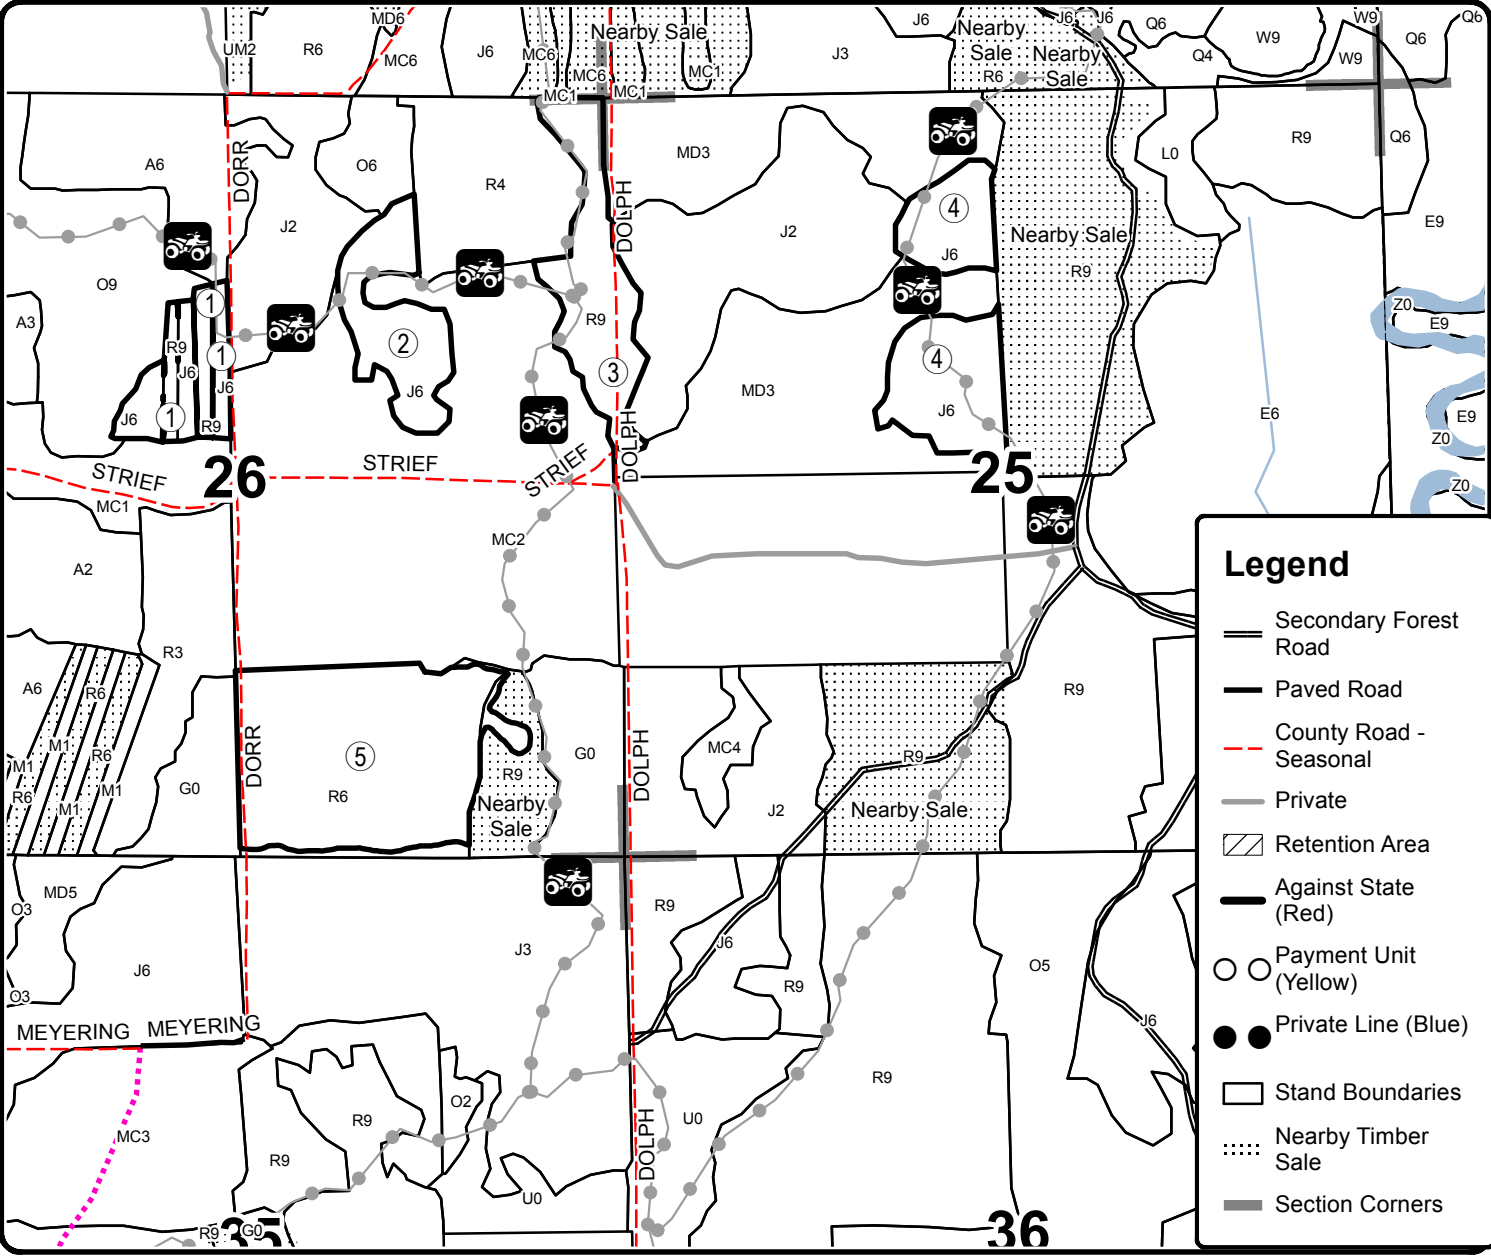 MD6
UM2
R6
MC6
J6
MC6
Nearby Sale
MC6
MC1
MC1
MC1
J3
J6
Nearby
Sale
R6
Nearby
Sale
J6
J6
Q6
Q4
W9
W9
W9
Q6
Q6
A6
DORR
O6
R4
MD3
L0
R9
Q6
J2
DOLPH
J2
4
J6
Nearby Sale
R9
E9
O9
A3
1
1
1
R9
J6
J6
J6
R9
2
J6
R9
3
MD3
4
J6
Z0
E9
E6
E9
Z0
Z0
STRIEF
26
STRIEF
STRIEF
DOLPH
25
MC1
MC2
A2
R3
A6
R6
M1
R6
M1
M1
R6
M1
G0
DORR
5
R6
R9
Nearby
Sale
G0
DOLPH
MC4
J2
R9
Nearby Sale
R9
MD5
O3
O3
J6
J3
R9
J6
R9
O5
J6
MEYERING
MEYERING
MC3
R9
R9
O2
U0
DOLPH
U0
R9
R9
G0
35
36
Legend
Secondary Forest
Road
Paved Road
County Road -
Seasonal
Private
Retention Area
Against State
(Red)
Payment Unit
(Yellow)
Private Line (Blue)
Stand Boundaries
Nearby Timber
Sale
Section Corners